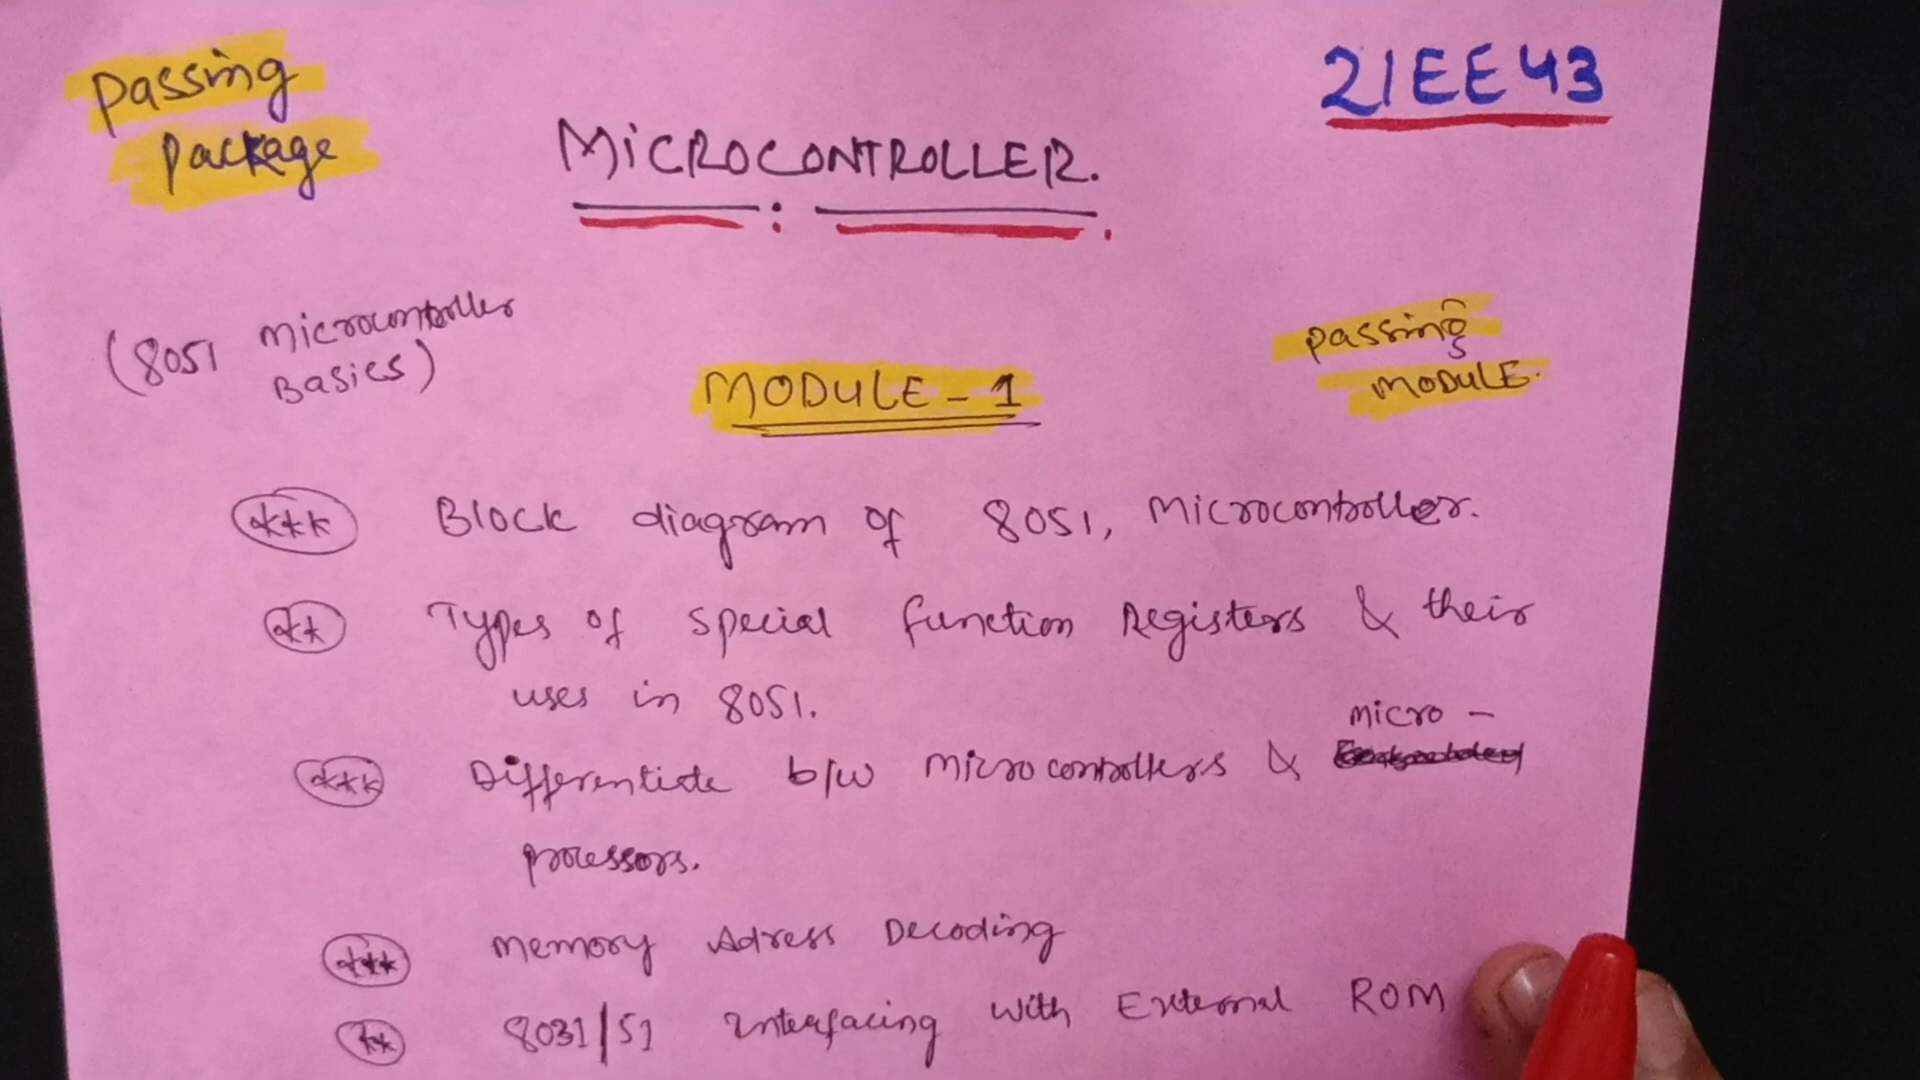 Passing
Package
21EE43
MiCROCONTROLLER.
(8051 Microcontroller
Basics)
Passing
MODULE.
MODULE - 1
*** Block diagram of 8051, Microcontroller.
** Types of special function Registers & their
uses in 8051.
micro -
*** Differentiate b/w microcontrollers &
processors.
*** Memory Adress Decoding
** 8031/51 Interfacing with External ROM